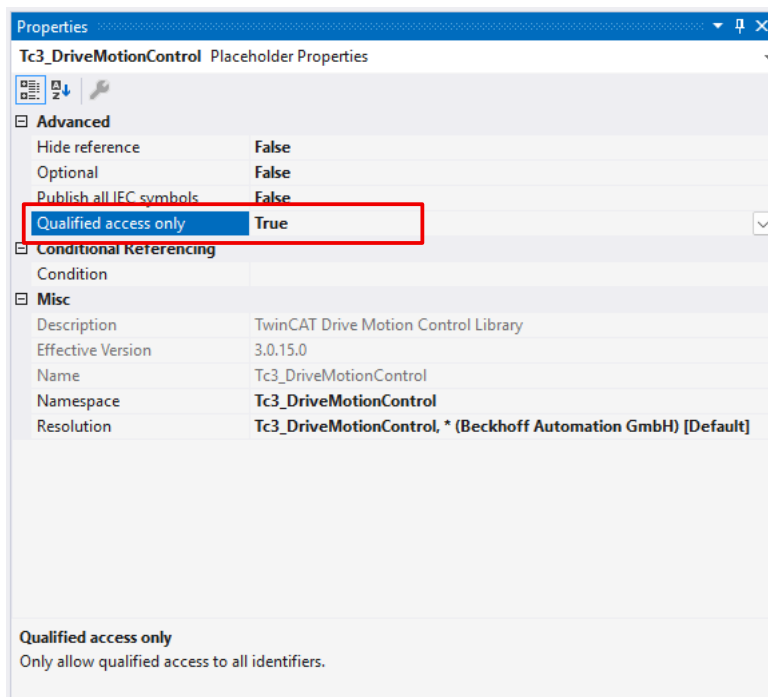 Properties
Tc3_DriveMotionControl Placeholder Properties
Advanced
Hide reference False
Optional False
Publish all IEC symbols False
Qualified access only True
Conditional Referencing
Condition
Misc
Description TwinCAT Drive Motion Control Library
Effective Version 3.0.15.0
Name Tc3_DriveMotionControl
Namespace Tc3_DriveMotionControl
Resolution Tc3_DriveMotionControl, * (Beckhoff Automation GmbH) [Default]
Qualified access only
Only allow qualified access to all identifiers.